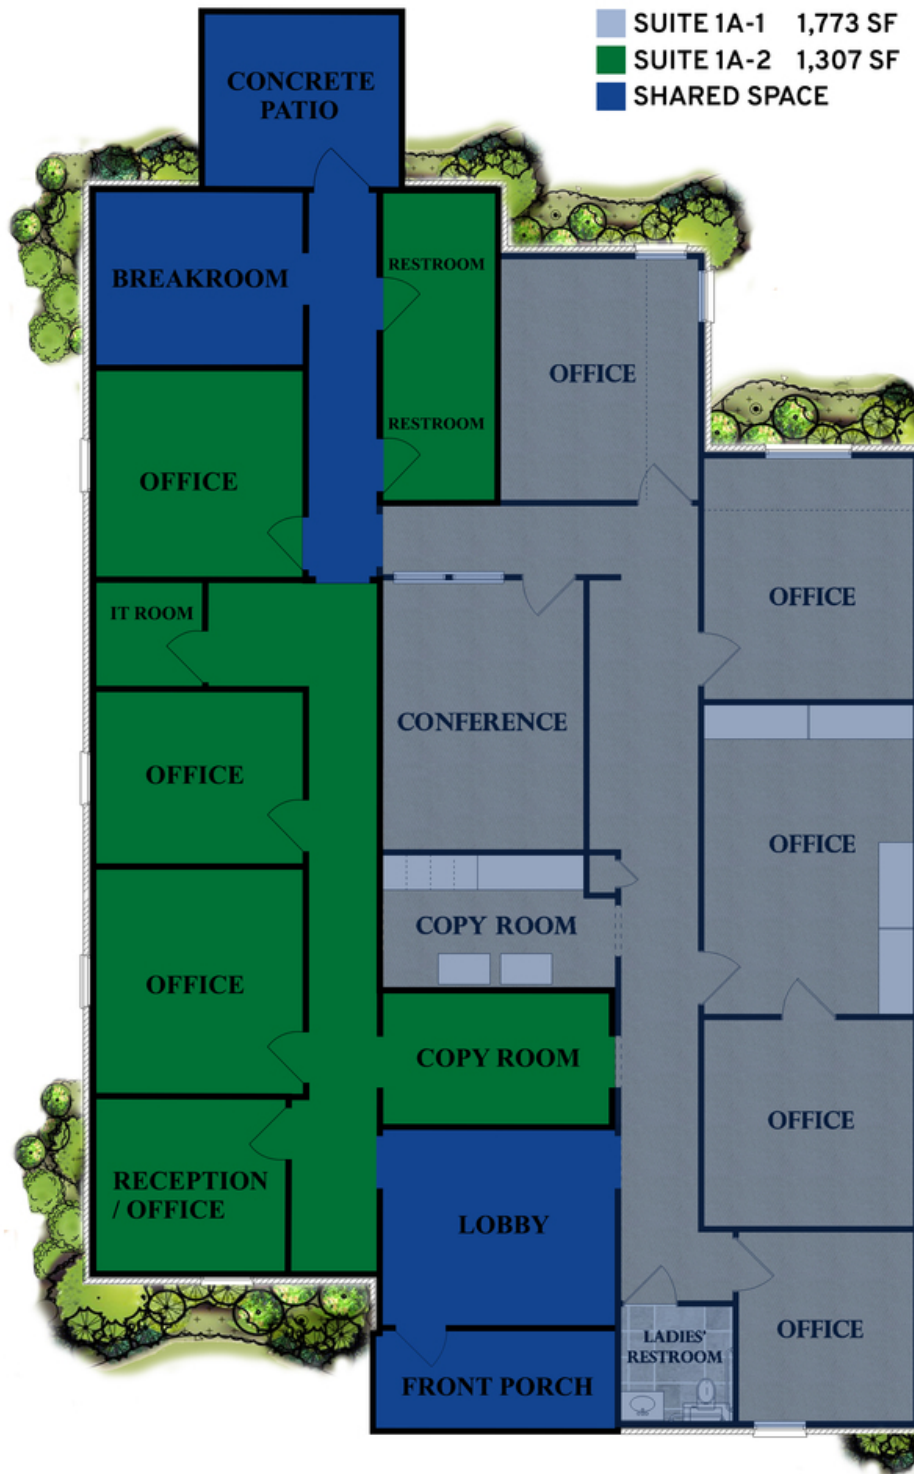 SUITE 1A-1 1,773 SF
SUITE 1A-2 1,307 SF
SHARED SPACE
CONCRETE
PATIO
BREAKROOM
RESTROOM
OFFICE
RESTROOM
OFFICE
OFFICE
IT ROOM
CONFERENCE
OFFICE
OFFICE
COPY ROOM
OFFICE
COPY ROOM
OFFICE
RECEPTION
/ OFFICE
LOBBY
OFFICE
LADIES'
RESTROOM
FRONT PORCH